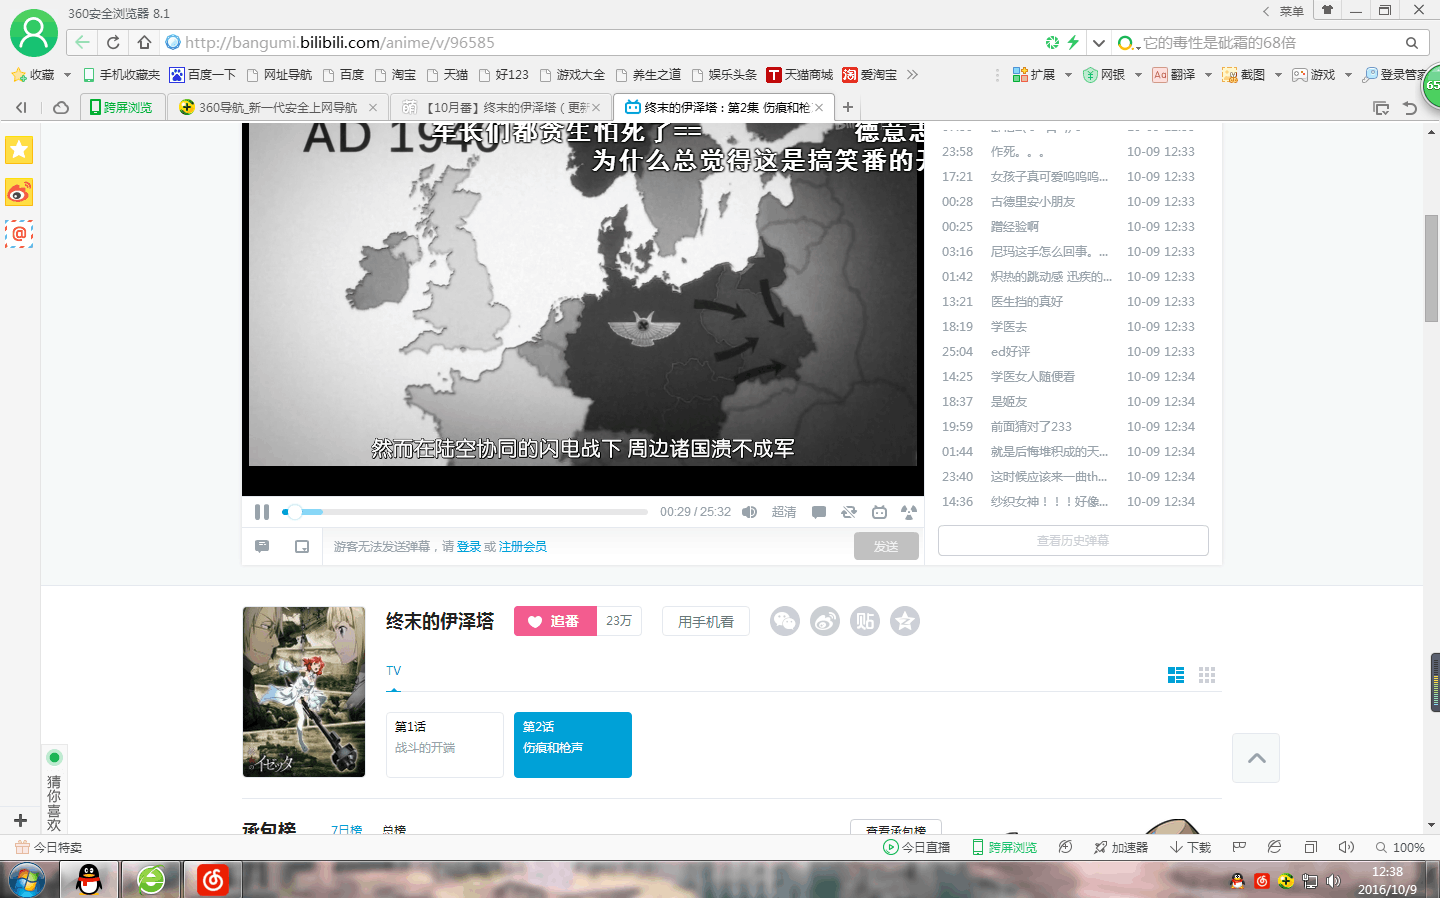 360安全浏览器 8.1
菜单
http://bangumi.bilibili.com/anime/v/96585
它的毒性是砒霜的68倍
收藏
手机收藏夹
百度一下
网址导航
百度
淘宝
天猫
好123
游戏大全
养生之道
娱乐头条
天猫商城
爱淘宝
扩展
网银
翻译
截图
游戏
登录管家
65
跨屏浏览
360导航_新一代安全上网导航
【10月番】终末的伊泽塔（更新
终末的伊泽塔：第2集 伤痕和枪
AD 1940
军长们都贪生怕死了==
德意志
为什么总觉得这是搞笑番的开
然而在陆空协同的闪电战下 周边诸国溃不成军
23:58 作死。。。 10-09 12:33
17:21 女孩子真可爱呜呜呜... 10-09 12:33
00:28 古德里安小朋友 10-09 12:33
00:25 蹭经验啊 10-09 12:33
03:16 尼玛这手怎么回事。... 10-09 12:33
01:42 炽热的跳动感 迅疾的... 10-09 12:33
13:21 医生挡的真好 10-09 12:33
18:19 学医去 10-09 12:33
25:04 ed好评 10-09 12:33
14:25 学医女人随便看 10-09 12:34
18:37 是姬友 10-09 12:34
19:59 前面猜对了233 10-09 12:34
01:44 就是后悔堆积成的天... 10-09 12:34
23:40 这时候应该来一曲th... 10-09 12:34
14:36 纱织女神！！！好像... 10-09 12:34
查看历史弹幕
00:29 / 25:32
超清
游客无法发送弹幕，请 登录 或 注册会员
发送
终末的伊泽塔
追番
23万
用手机看
贴
TV
第1话
战斗的开端
第2话
伤痕和枪声
のイゼッタ
猜你喜欢
承包榜
7日榜
总榜
查看承包榜
今日特卖
今日直播
跨屏浏览
加速器
下载
100%
12:38
2016/10/9